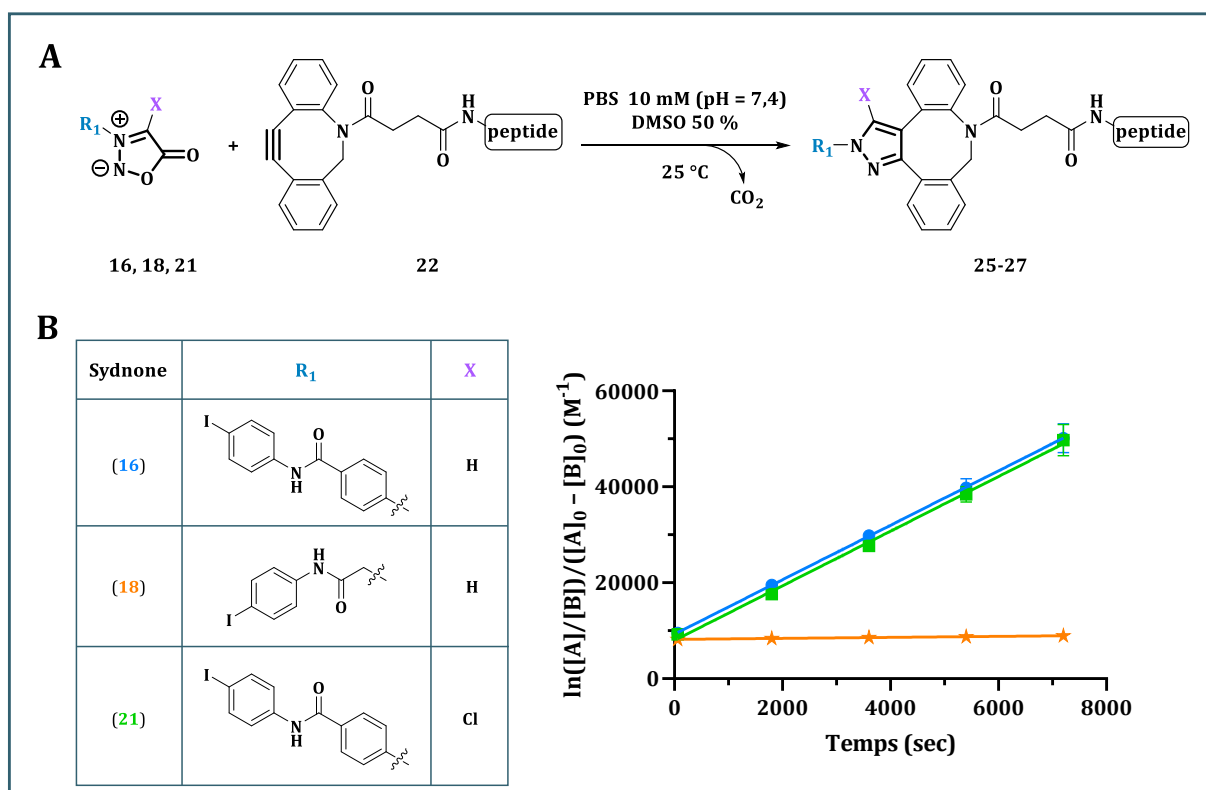 A
X
R₁
N
⊕
⊖
N
O
O
+
N
O
O
H
N
peptide
PBS 10 mM (pH = 7,4)
DMSO 50 %
25 °C
CO₂
X
R₁
N
N
N
O
O
H
N
peptide
16, 18, 21
22
25-27
B
Sydnone
R₁
X
(16)
I
N
H
O
H
(18)
I
H
N
O
H
(21)
I
N
H
O
Cl
ln([A]/[B])/([A]₀ – [B]₀) (M⁻¹)
60000
40000
20000
0
0
2000
4000
6000
8000
Temps (sec)